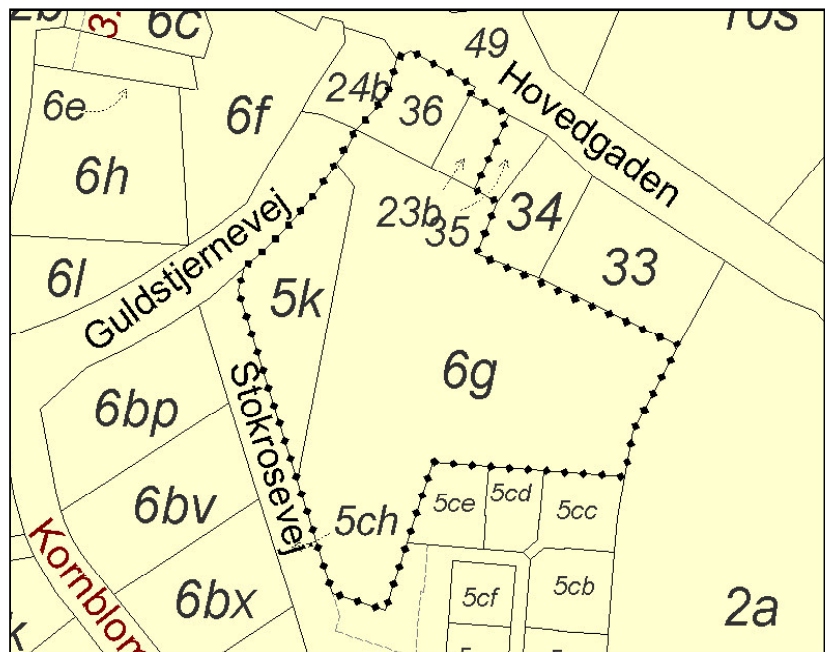 6c
10s
49
Hovedgaden
24b
36
6f
6e
6h
23b
35
34
33
Guldstjernevej
6l
5k
6g
6bp
Stokrosevej
6bv
5ce
5cd
5cc
5ch
Kornblom
6bx
5cf
5cb
2a